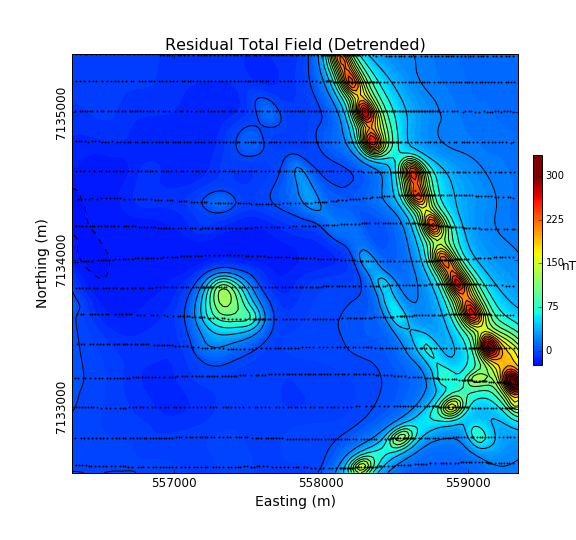 Residual Total Field (Detrended)
7135000
7134000
7133000
Northing (m)
557000 558000 559000
Easting (m)
300
225
150
75
0
nT